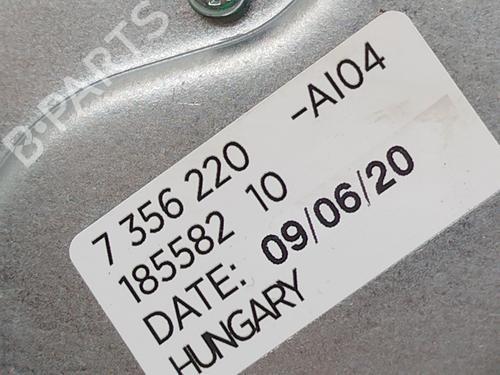 B-PARTS
7 356 220 -AI04
185582 10
DATE: 09/06/20
HUNGARY